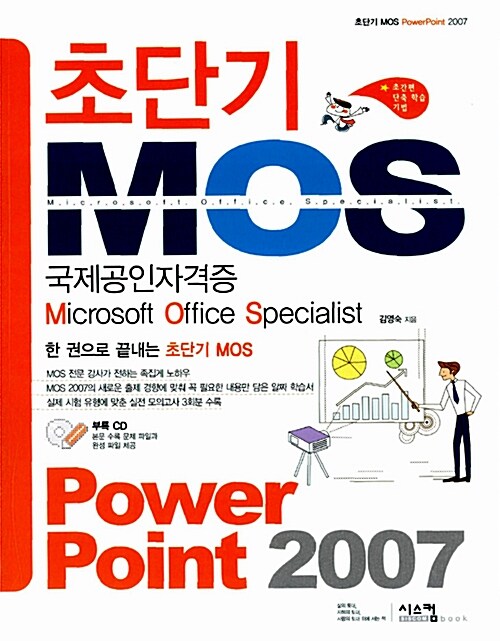 초단기 MOS PowerPoint 2007
초단기
초간편
단축 학습
기법
MOS
Microsoft Office Specialist
국제공인자격증
Microsoft Office Specialist
김영숙 지음
한 권으로 끝내는 초단기 MOS
MOS 전문 강사가 전하는 족집게 노하우
MOS 2007의 새로운 출제 경향에 맞춰 꼭 필요한 내용만 담은 알짜 학습서
실제 시험 유형에 맞춘 실전 모의고사 3회분 수록
부록 CD
본문 수록 문제 파일과
완성 파일 제공
Power
Point 2007
시스컴
SISCOM book